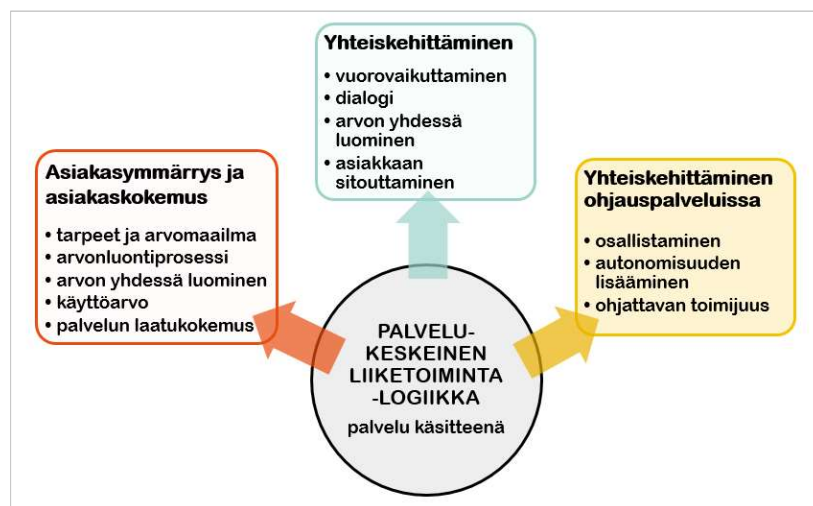 Yhteiskehittäminen
• vuorovaikuttaminen
• dialogi
• arvon yhdessä
luominen
• asiakkaan
sitouttaminen
Asiakasymmärrys ja
asiakaskokemus
• tarpeet ja arvomaailma
• arvonluontiprosessi
• arvon yhdessä luominen
• käyttöarvo
• palvelun laatukokemus
Yhteiskehittäminen
ohjauspalveluissa
• osallistaminen
• autonomisuuden
lisääminen
• ohjattavan toimijuus
PALVELU-
KESKEINEN
LIIKETOIMINTA
-LOGIIKKA
palvelu käsitteenä